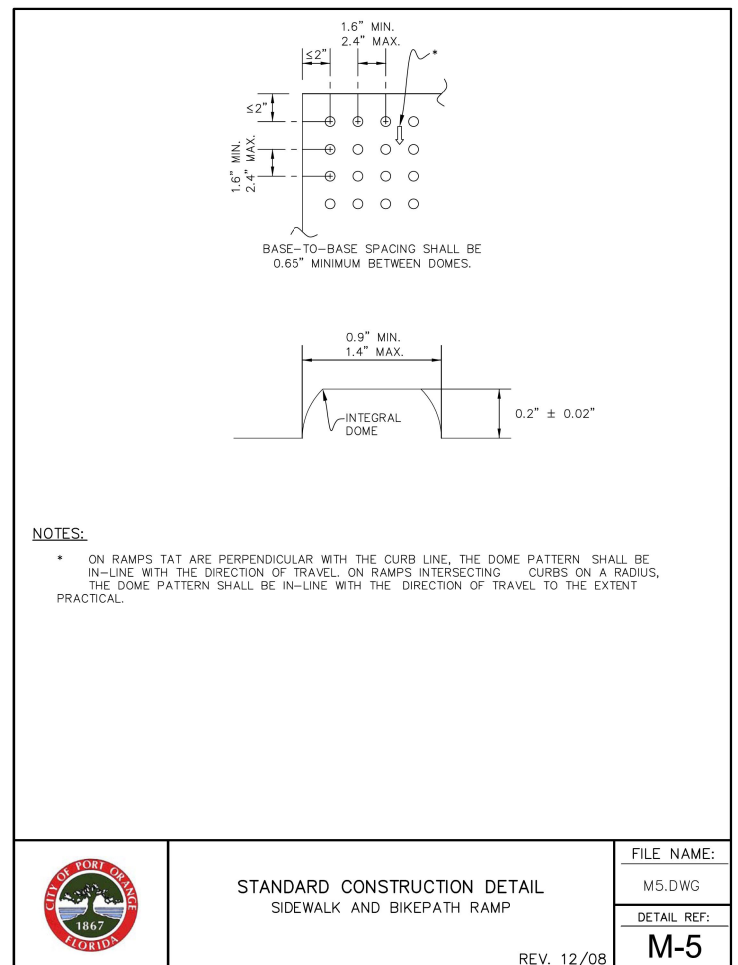 1.6" MIN.
2.4" MAX.
≤2"
*
≤2"
1.6" MIN.
2.4" MAX.
BASE-TO-BASE SPACING SHALL BE
0.65" MINIMUM BETWEEN DOMES.
0.9" MIN.
1.4" MAX.
INTEGRAL
DOME
0.2" ± 0.02"
NOTES:
* ON RAMPS TAT ARE PERPENDICULAR WITH THE CURB LINE, THE DOME PATTERN SHALL BE
IN-LINE WITH THE DIRECTION OF TRAVEL. ON RAMPS INTERSECTING CURBS ON A RADIUS,
THE DOME PATTERN SHALL BE IN-LINE WITH THE DIRECTION OF TRAVEL TO THE EXTENT
PRACTICAL.
CITY OF PORT ORANGE
1867
FLORIDA
STANDARD CONSTRUCTION DETAIL
SIDEWALK AND BIKEPATH RAMP
REV. 12/08
FILE NAME:
M5.DWG
DETAIL REF:
M-5